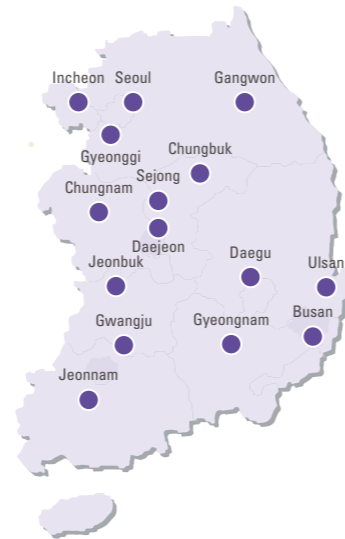 Incheon
Seoul
Gangwon
Gyeonggi
Chungbuk
Sejong
Chungnam
Daejeon
Jeonbuk
Daegu
Ulsan
Gwangju
Gyeongnam
Busan
Jeonnam